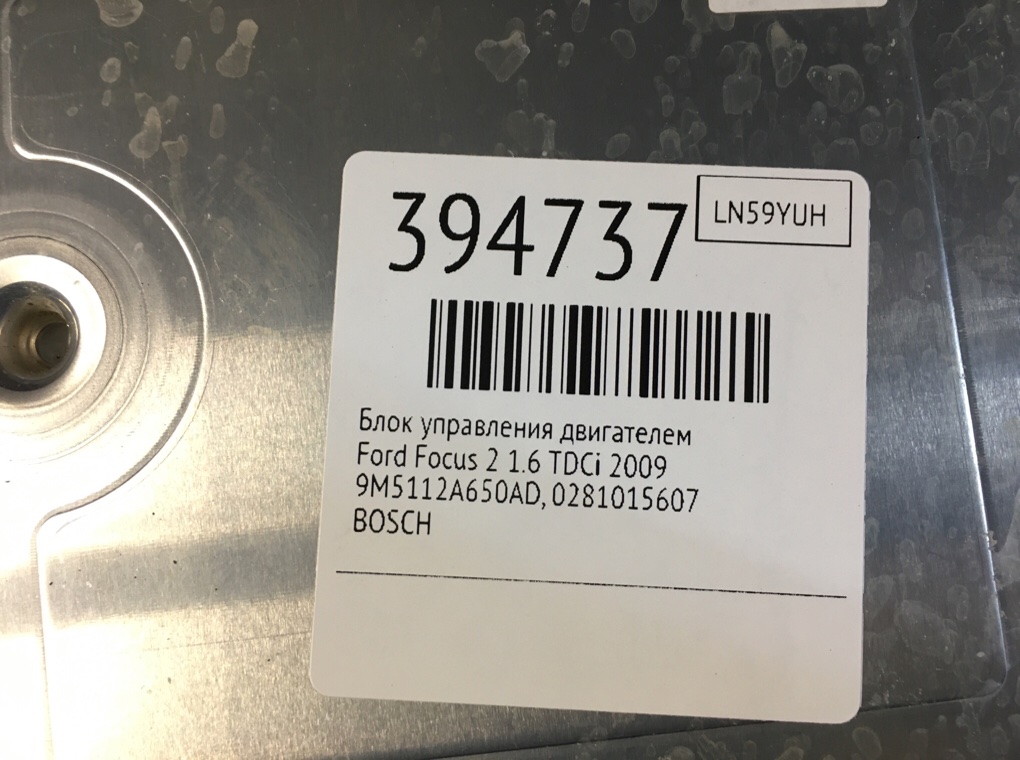 394737
LN59YUH
Блок управления двигателем
Ford Focus 2 1.6 TDCi 2009
9M5112A650AD, 0281015607
BOSCH